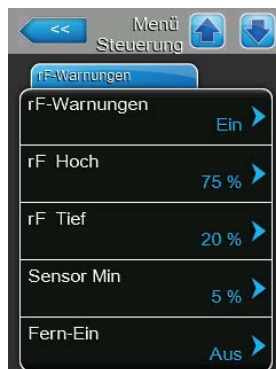 << Menü
Steuerung
rF-Warnungen
rF-Warnungen
Ein
rF Hoch
75 %
rF Tief
20 %
Sensor Min
5 %
Fern-Ein
Aus